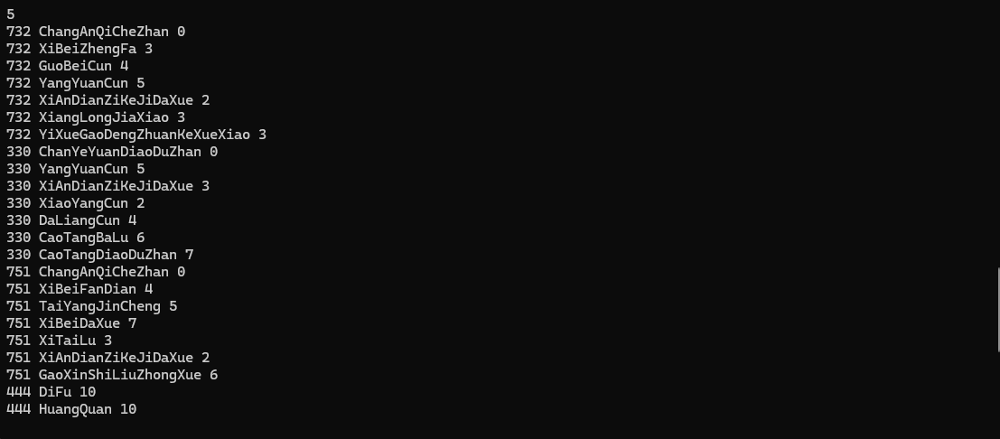 5
732 ChangAnQiCheZhan 0
732 XiBeiZhengFa 3
732 GuoBeiCun 4
732 YangYuanCun 5
732 XiAnDianZiKeJiDaXue 2
732 XiangLongJiaXiao 3
732 YiXueGaoDengZhuanKeXueXiao 3
330 ChanYeYuanDiaoDuZhan 0
330 YangYuanCun 5
330 XiAnDianZiKeJiDaXue 3
330 XiaoYangCun 2
330 DaLiangCun 4
330 CaoTangBaLu 6
330 CaoTangDiaoDuZhan 7
751 ChangAnQiCheZhan 0
751 XiBeiFanDian 4
751 TaiYangJinCheng 5
751 XiBeiDaXue 7
751 XiTaiLu 3
751 XiAnDianZiKeJiDaXue 2
751 GaoXinShiLiuZhongXue 6
444 DiFu 10
444 HuangQuan 10